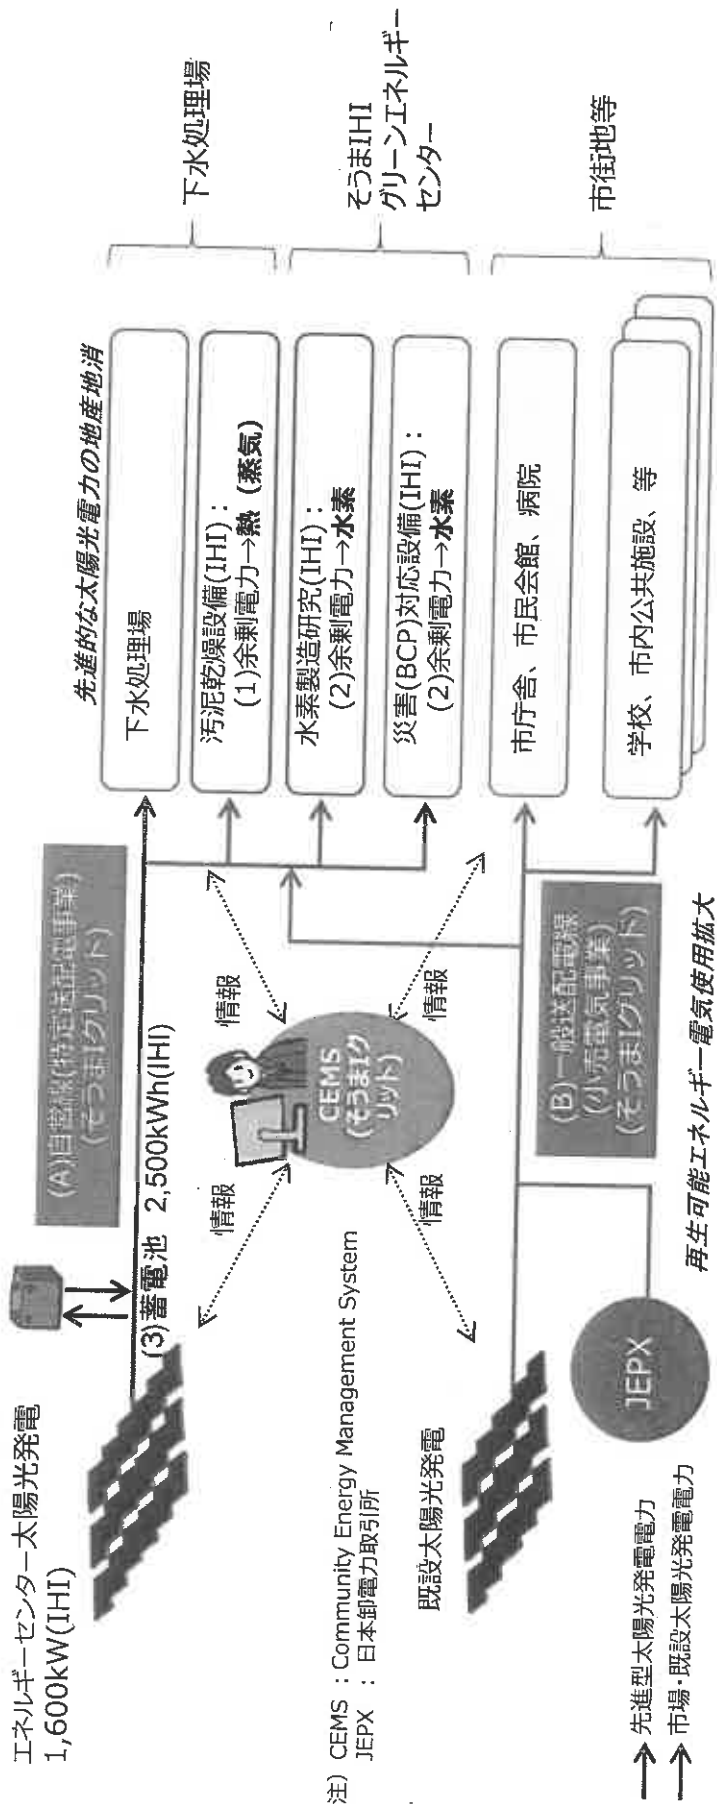 エネルギーセンター太陽光発電
1,600kW(IHI)
(3)蓄電池 2,500kWh(IHI)
(A)自営線(特定送配電事業)
(そうまIグリット)
先進的な太陽光電力の地産地消
下水処理場
汚泥乾燥設備(IHI)：
(1)余剰電力→熱（蒸気）
水素製造研究(IHI)：
(2)余剰電力→水素
災害(BCP)対応設備(IHI)：
(2)余剰電力→水素
市庁舎、市民会館、病院
学校、市内公共施設、等
下水処理場
そうまIHI
グリーンエネルギー
センター
市街地等
情報
情報
情報
情報
CEMS
(そうまIグ
リット)
注）CEMS ：Community Energy Management System
JEPX ：日本卸電力取引所
既設太陽光発電
JEPX
(B)一般送配電線
(小売電気事業)
(そうまIグリット)
再生可能エネルギー電気使用拡大
先進型太陽光発電電力
市場・既設太陽光発電電力